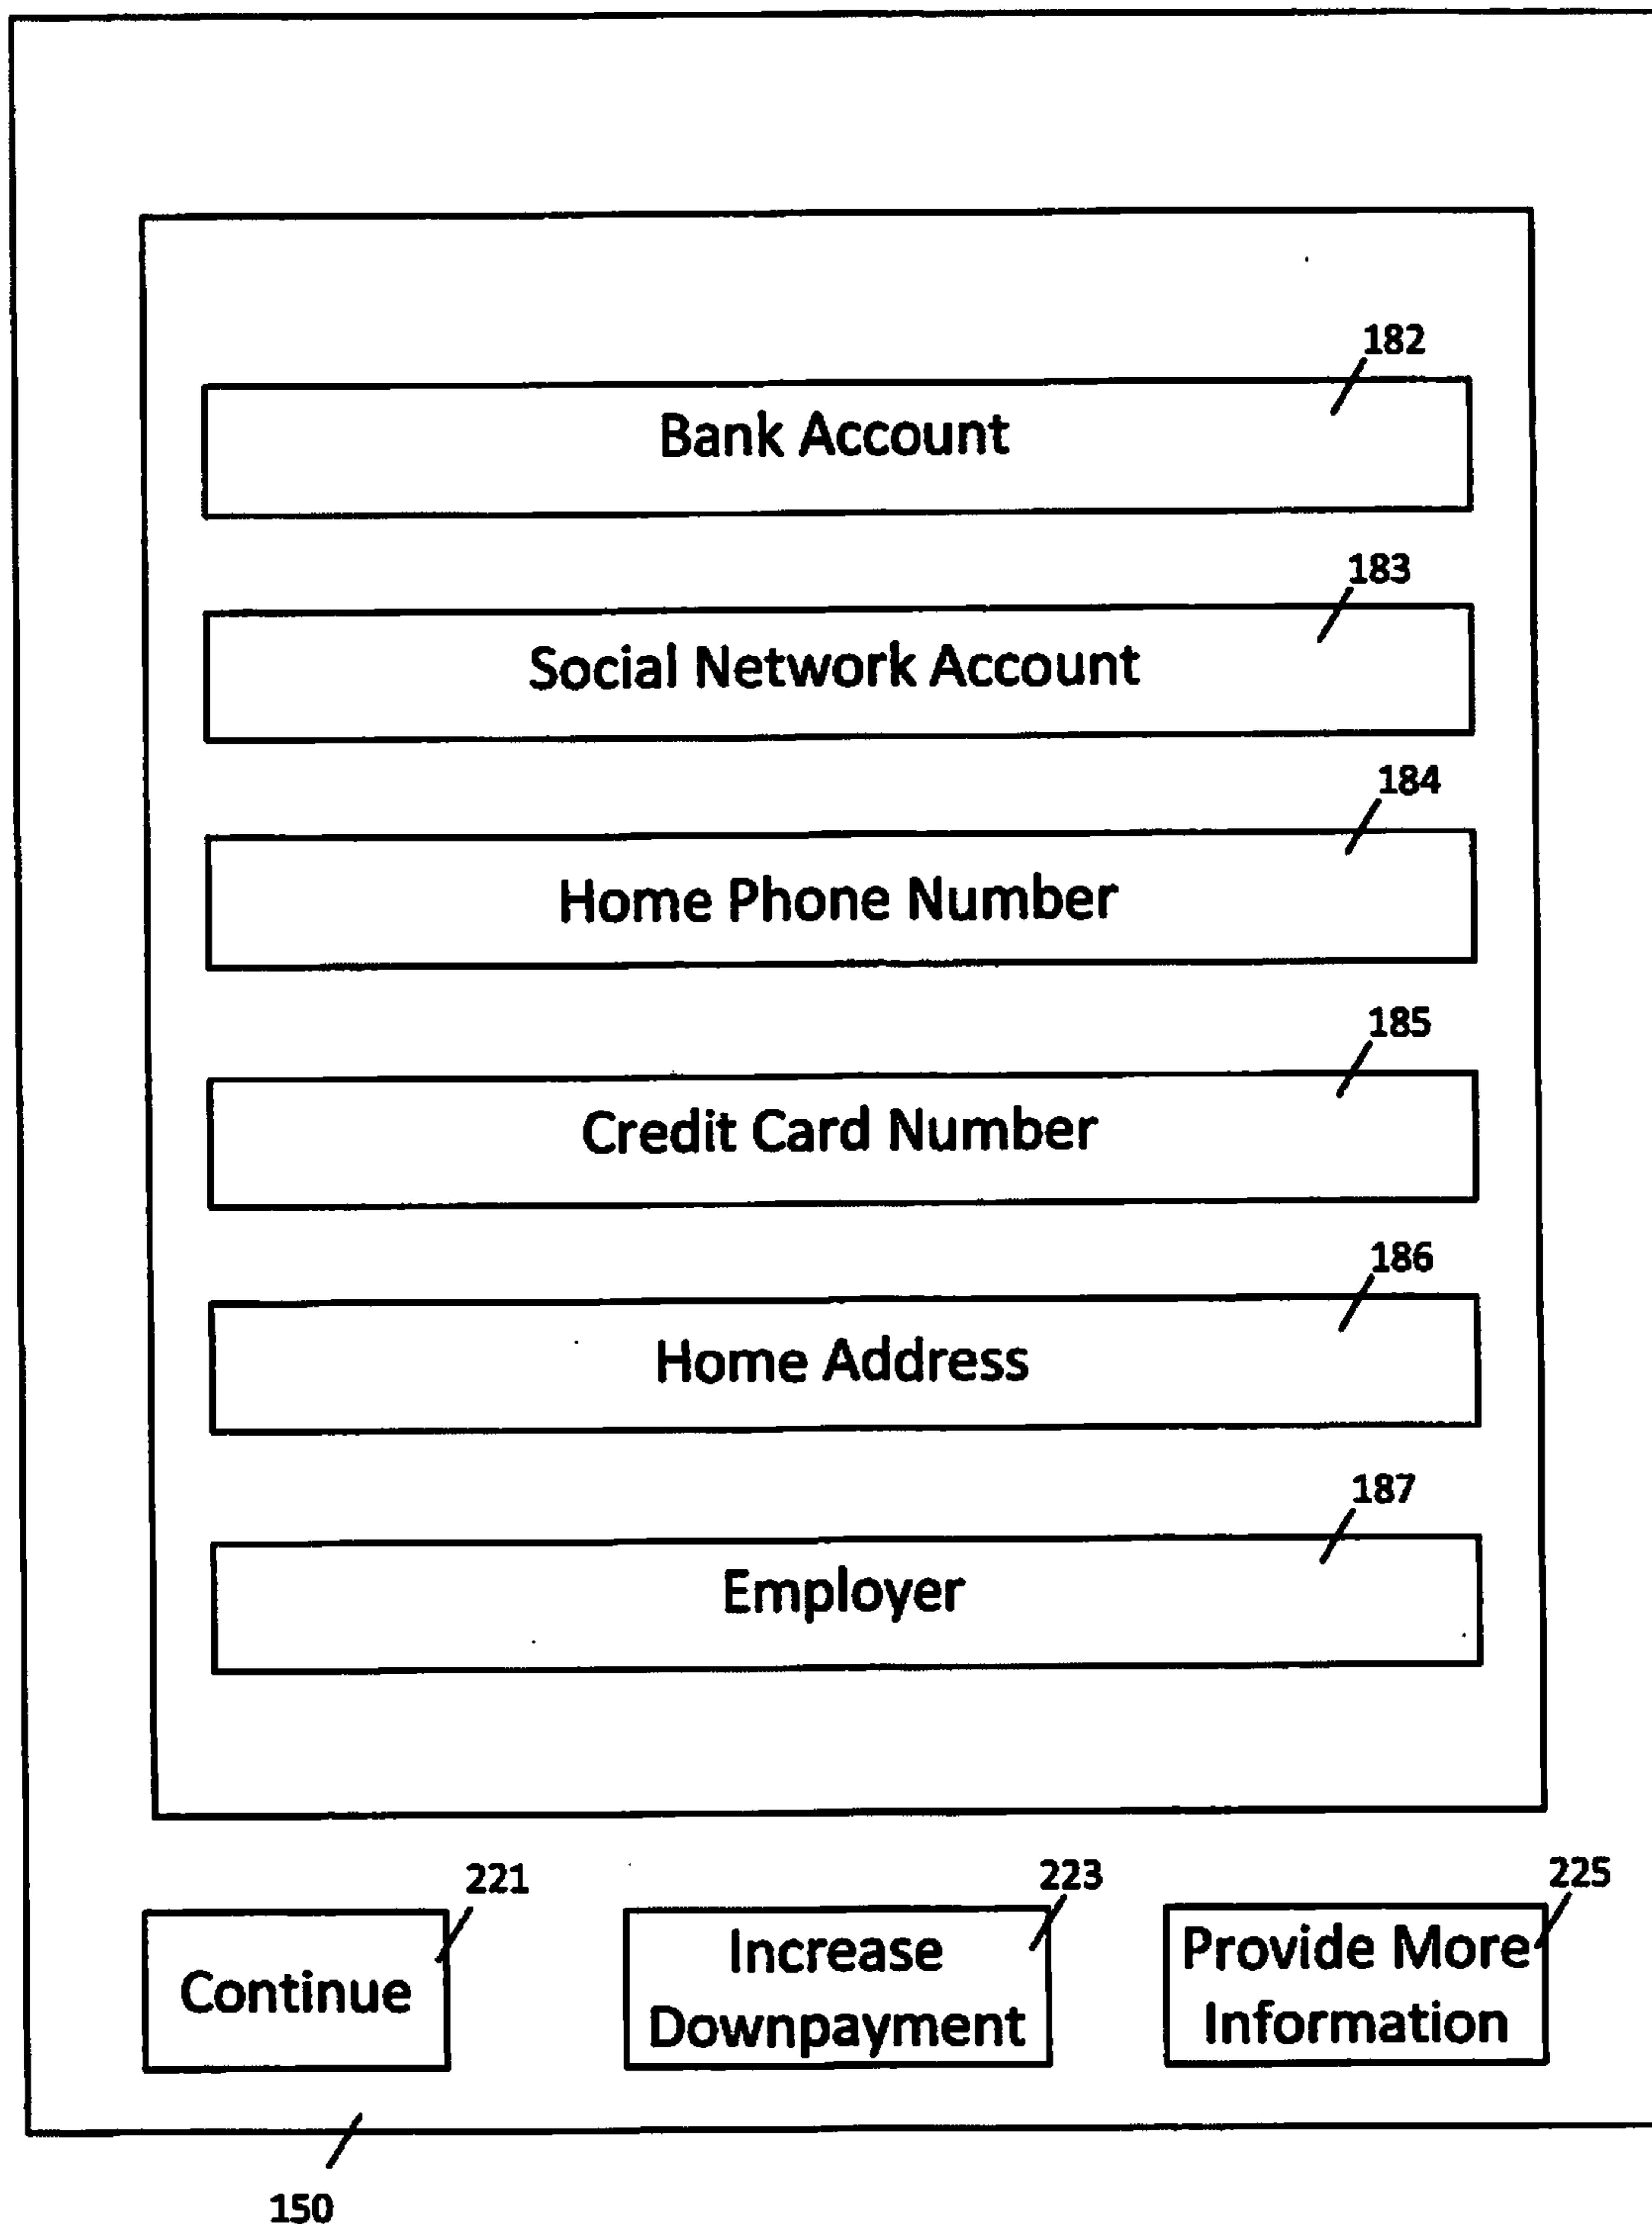 182
Bank Account
183
Social Network Account
184
Home Phone Number
185
Credit Card Number
186
Home Address
187
Employer
221
Continue
223
Increase
Downpayment
225
Provide More
Information
150